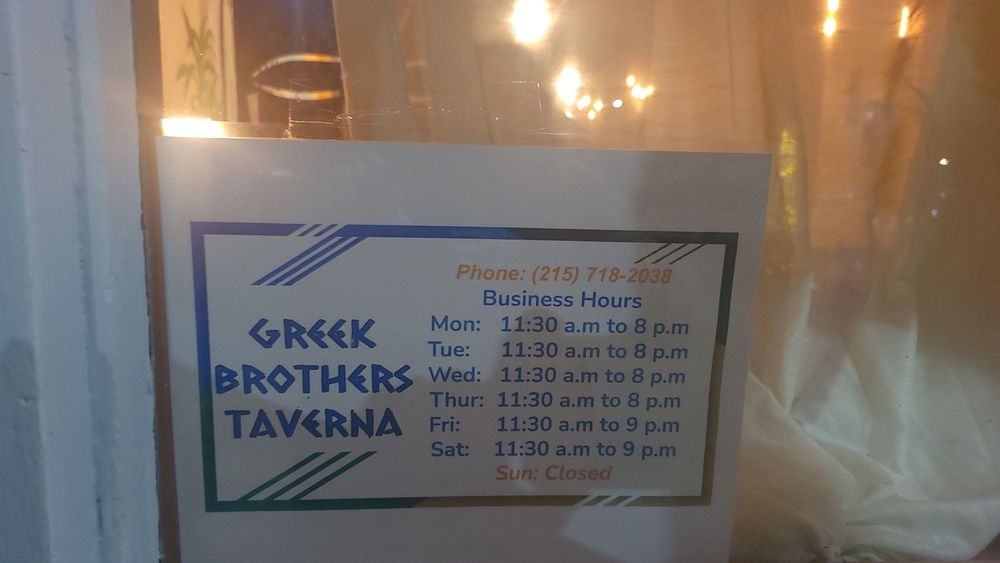 GREEK
BROTHERS
TAVERNA
Phone: (215) 718-2038
Business Hours
Mon: 11:30 a.m to 8 p.m
Tue: 11:30 a.m to 8 p.m
Wed: 11:30 a.m to 8 p.m
Thur: 11:30 a.m to 8 p.m
Fri: 11:30 a.m to 9 p.m
Sat: 11:30 a.m to 9 p.m
Sun: Closed